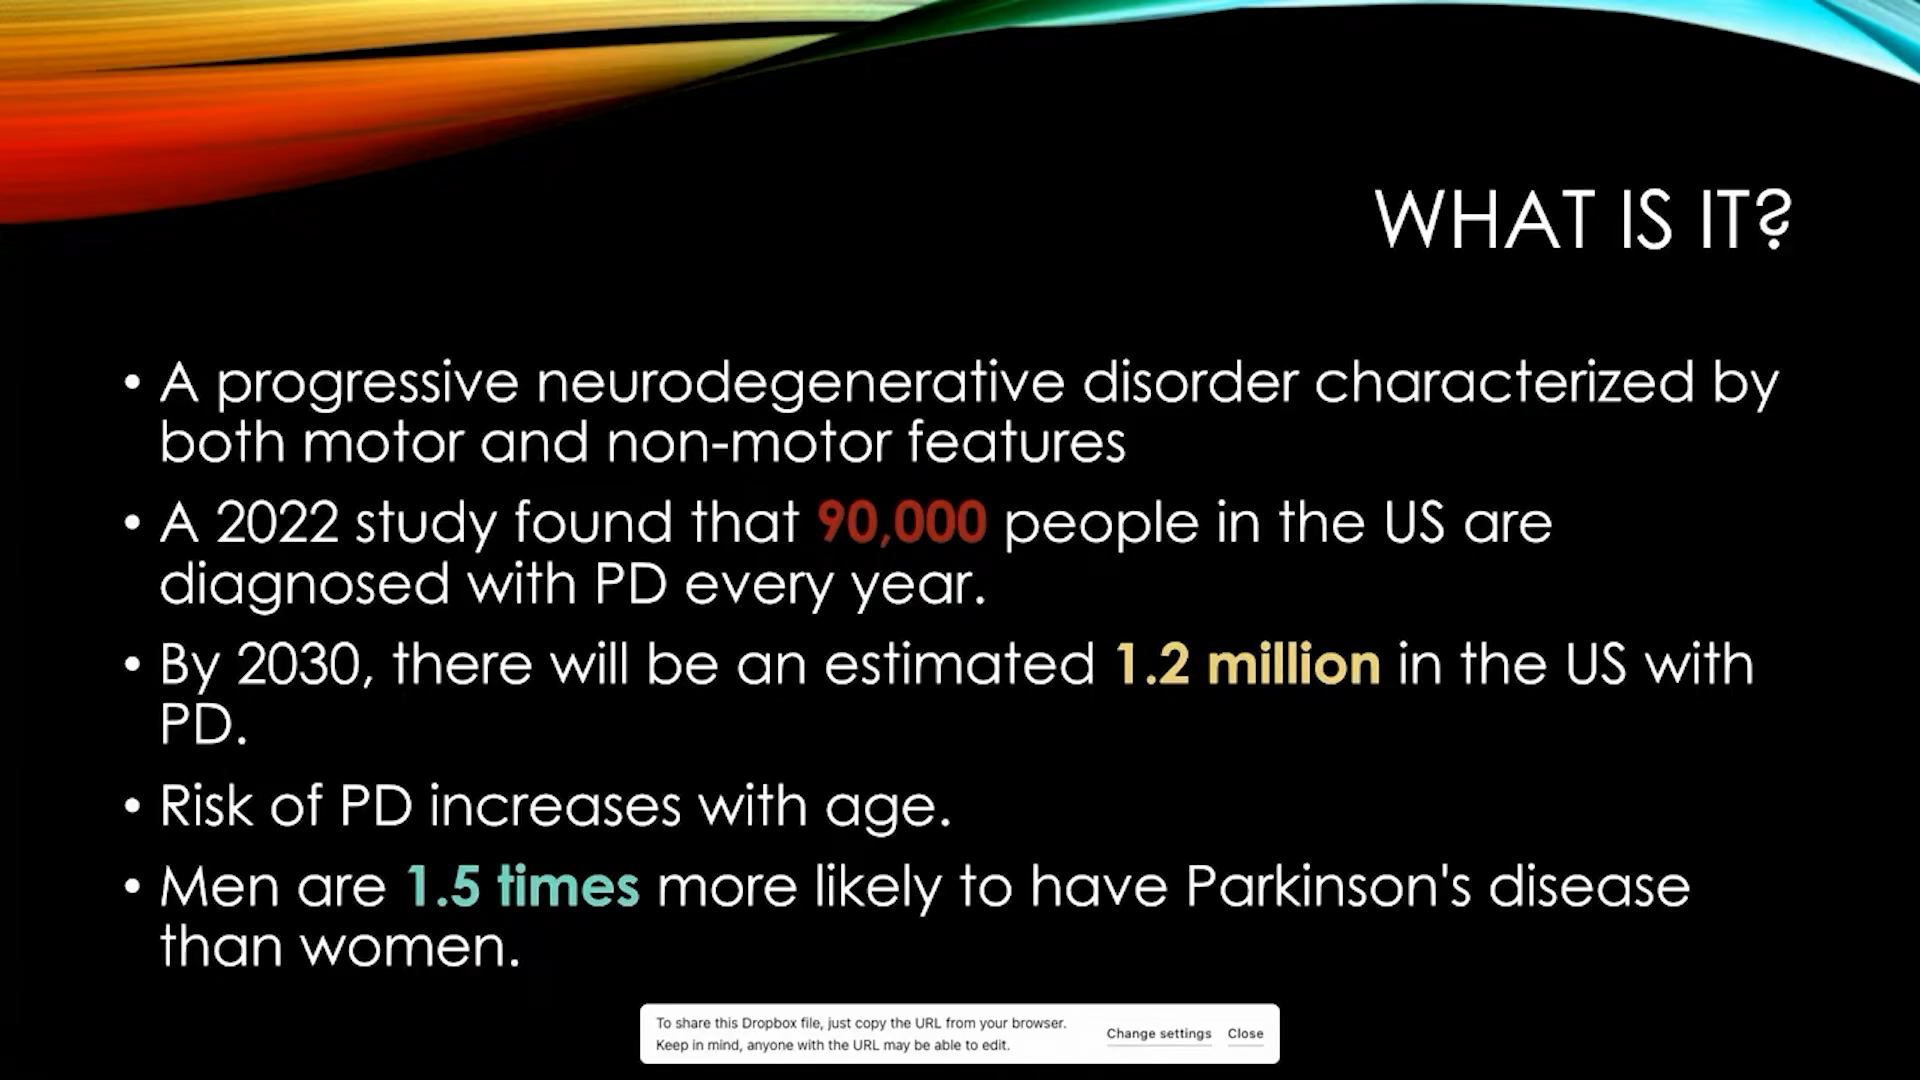 WHAT IS IT?
• A progressive neurodegenerative disorder characterized by
both motor and non-motor features
• A 2022 study found that 90,000 people in the US are
diagnosed with PD every year.
• By 2030, there will be an estimated 1.2 million in the US with
PD.
• Risk of PD increases with age.
• Men are 1.5 times more likely to have Parkinson's disease
than women.
To share this Dropbox file, just copy the URL from your browser.
Keep in mind, anyone with the URL may be able to edit.
Change settings Close